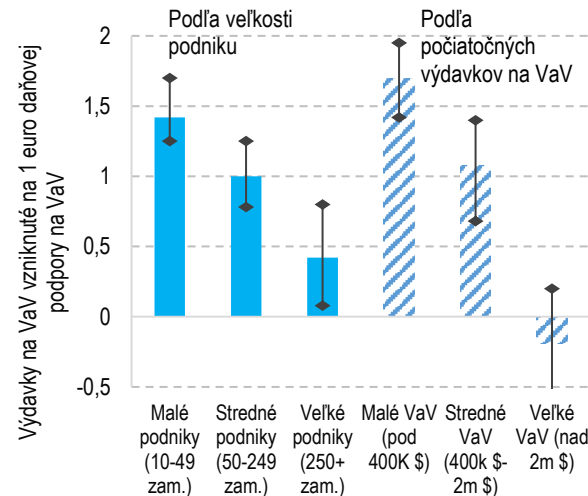 Podľa veľkosti
podniku
Podľa
počiatočných
výdavkov na VaV
Výdavky na VaV vzniknuté na 1 euro daňovej
podpory na VaV
2
1,5
1
0,5
0
-0,5
Malé
podniky
(10-49
zam.)
Stredné
podniky
(50-249
zam.)
Veľké
podniky
(250+
zam.)
Malé VaV
(pod
400K $)
Stredné
VaV
(400k $-
2m $)
Veľké
VaV (nad
2m $)